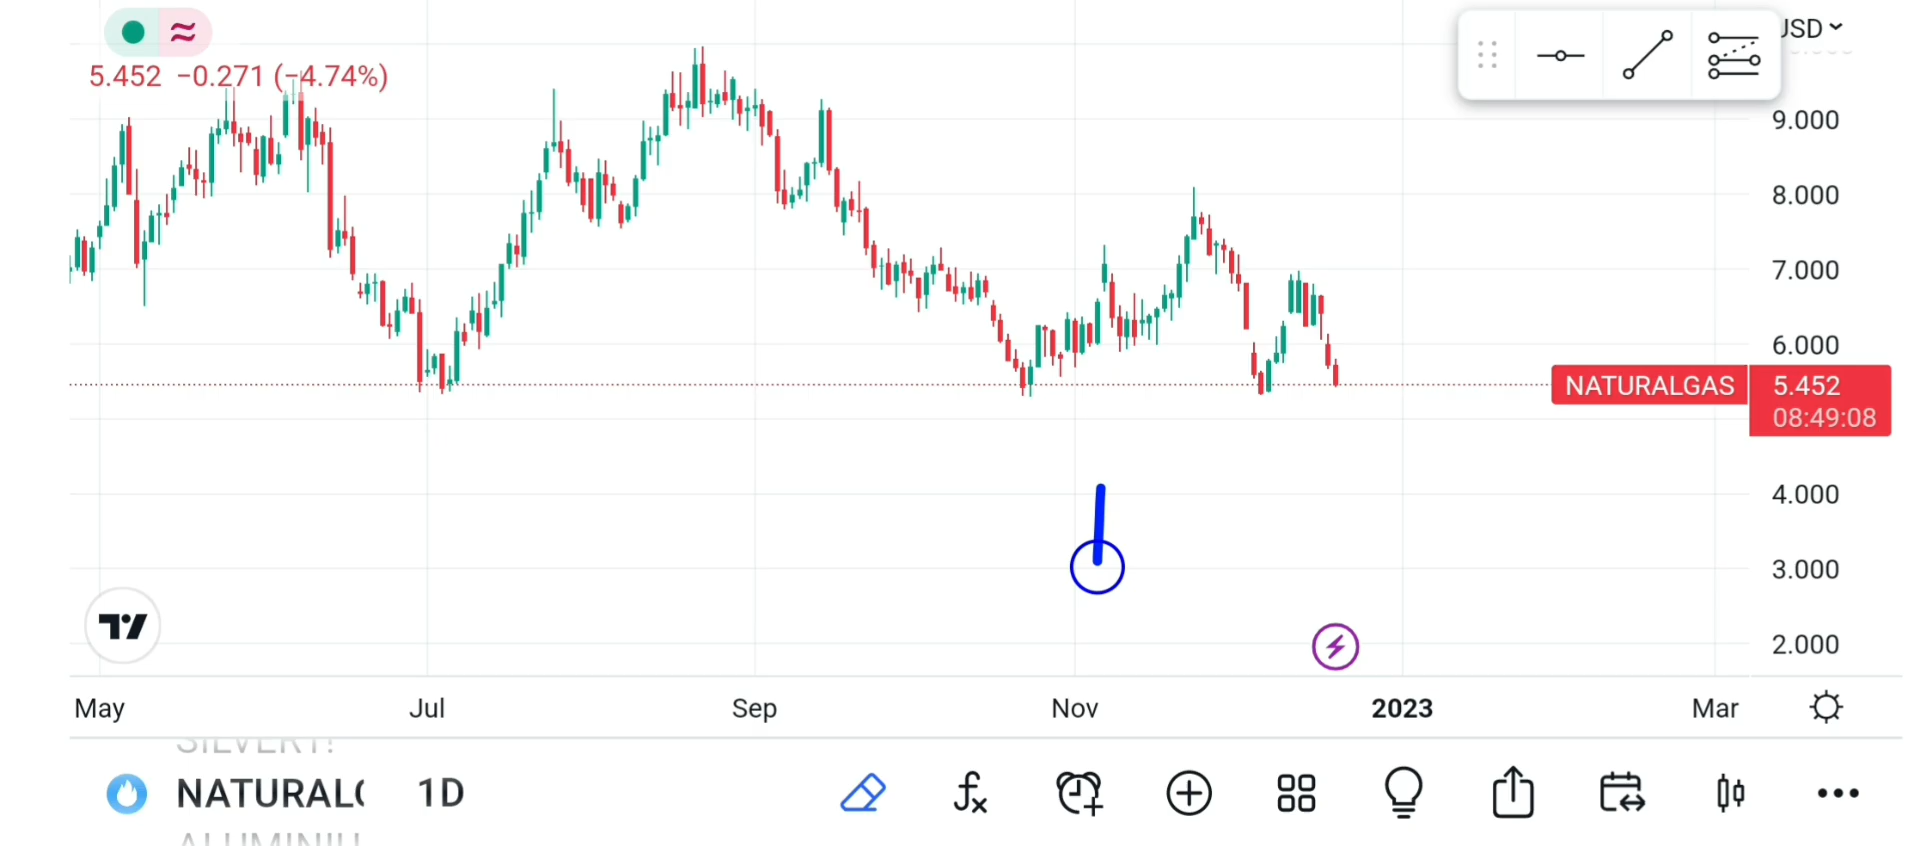 USD
5.452 −0.271 (−4.74%)
9.000
8.000
7.000
6.000
NATURALGAS 5.452
08:49:08
4.000
3.000
2.000
May Jul Sep Nov 2023 Mar
NATURAL 1D